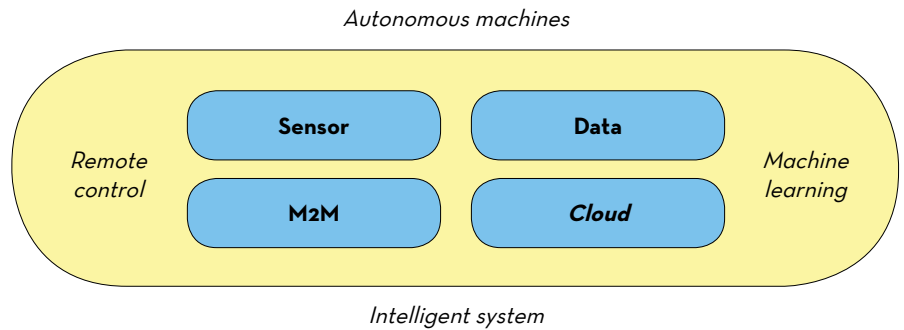 Autonomous machines
Sensor
Data
Remote
control
Machine
learning
M2M
Cloud
Intelligent system